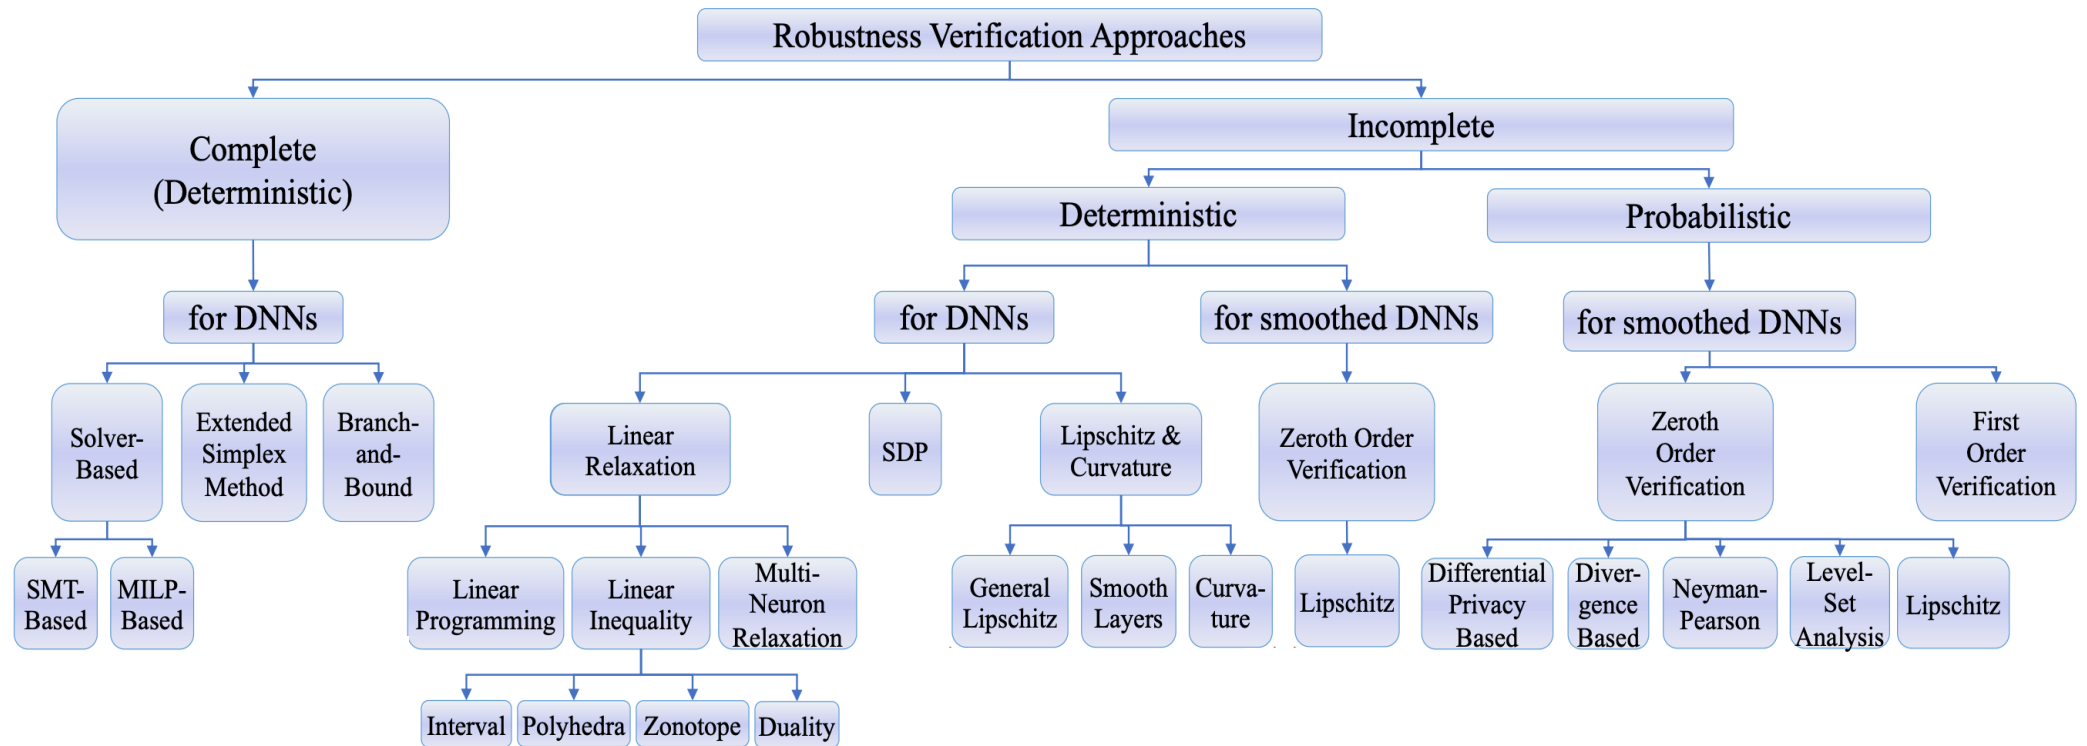 Robustness Verification Approaches
Complete
(Deterministic)
Incomplete
Deterministic
Probabilistic
for DNNs
for DNNs
for smoothed DNNs
for smoothed DNNs
Solver-
Based
Extended
Simplex
Method
Branch-
and-
Bound
Linear
Relaxation
SDP
Lipschitz &
Curvature
Zeroth Order
Verification
Zeroth
Order
Verification
First
Order
Verification
SMT-
Based
MILP-
Based
Linear
Programming
Linear
Inequality
Multi-
Neuron
Relaxation
General
Lipschitz
Smooth
Layers
Curva-
ture
Lipschitz
Differential
Privacy
Based
Diver-
gence
Based
Neyman-
Pearson
Level-
Set
Analysis
Lipschitz
Interval
Polyhedra
Zonotope
Duality